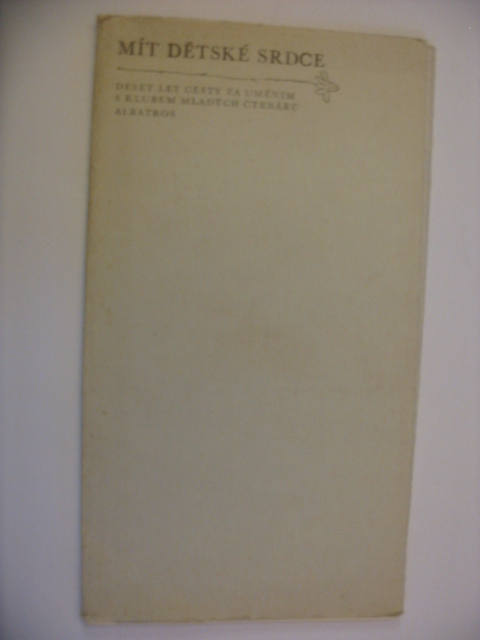 MÍT DĚTSKÉ SRDCE
DESET LET CESTY ZA UMĚNÍM
S KLUBEM MLADÝCH ČTENÁŘŮ
ALBATROS